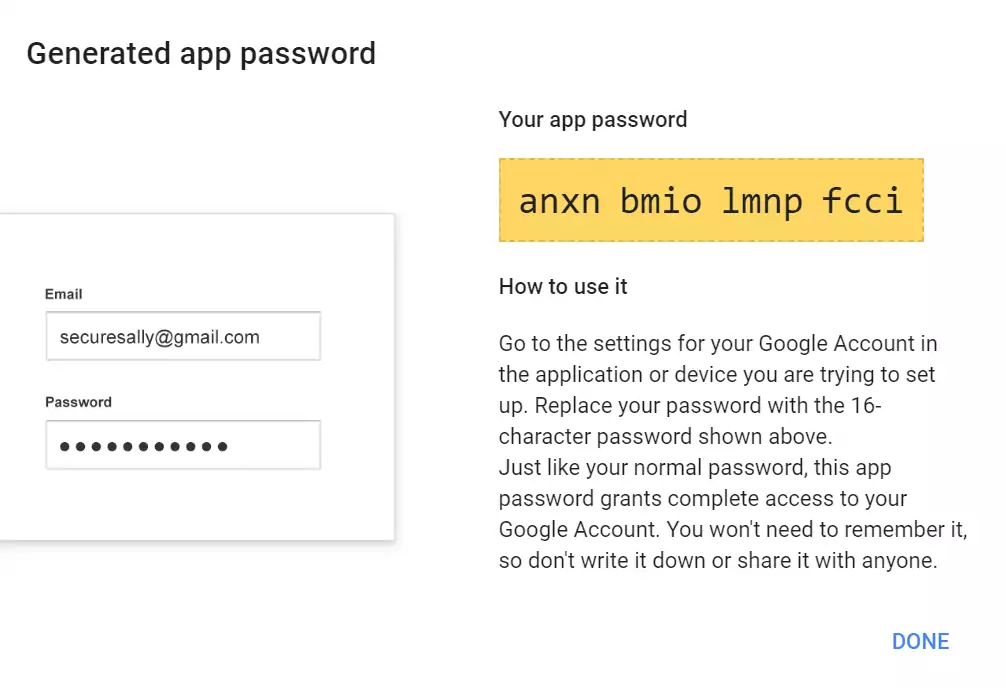 Generated app password
Your app password
anxn bmio lmnp fcci
How to use it
Email
securesally@gmail.com
Password
Go to the settings for your Google Account in
the application or device you are trying to set
up. Replace your password with the 16-
character password shown above.
Just like your normal password, this app
password grants complete access to your
Google Account. You won't need to remember it,
so don't write it down or share it with anyone.
DONE